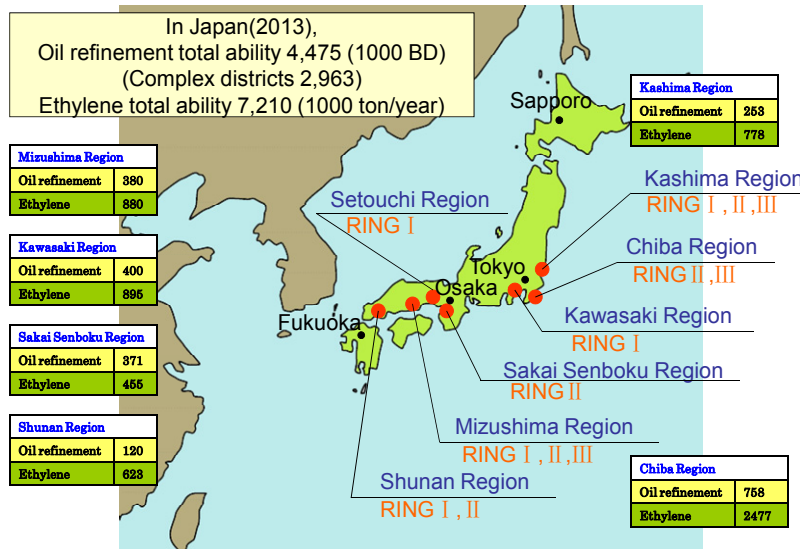 In Japan(2013),
Oil refinement total ability 4,475 (1000 BD)
(Complex districts 2,963)
Ethylene total ability 7,210 (1000 ton/year)
Sapporo
Kashima Region
Oil refinement 253
Ethylene 778
Mizushima Region
Oil refinement 380
Ethylene 880
Kawasaki Region
Oil refinement 400
Ethylene 895
Sakai Senboku Region
Oil refinement 371
Ethylene 455
Shunan Region
Oil refinement 120
Ethylene 623
Setouchi Region
RING Ⅰ
Kashima Region
RING Ⅰ , Ⅱ ,Ⅲ
Chiba Region
RING Ⅱ ,Ⅲ
Tokyo
Osaka
Fukuoka
Kawasaki Region
RING Ⅰ
Sakai Senboku Region
RING Ⅱ
Mizushima Region
RING Ⅰ , Ⅱ ,Ⅲ
Shunan Region
RING Ⅰ , Ⅱ
Chiba Region
Oil refinement 758
Ethylene 2477